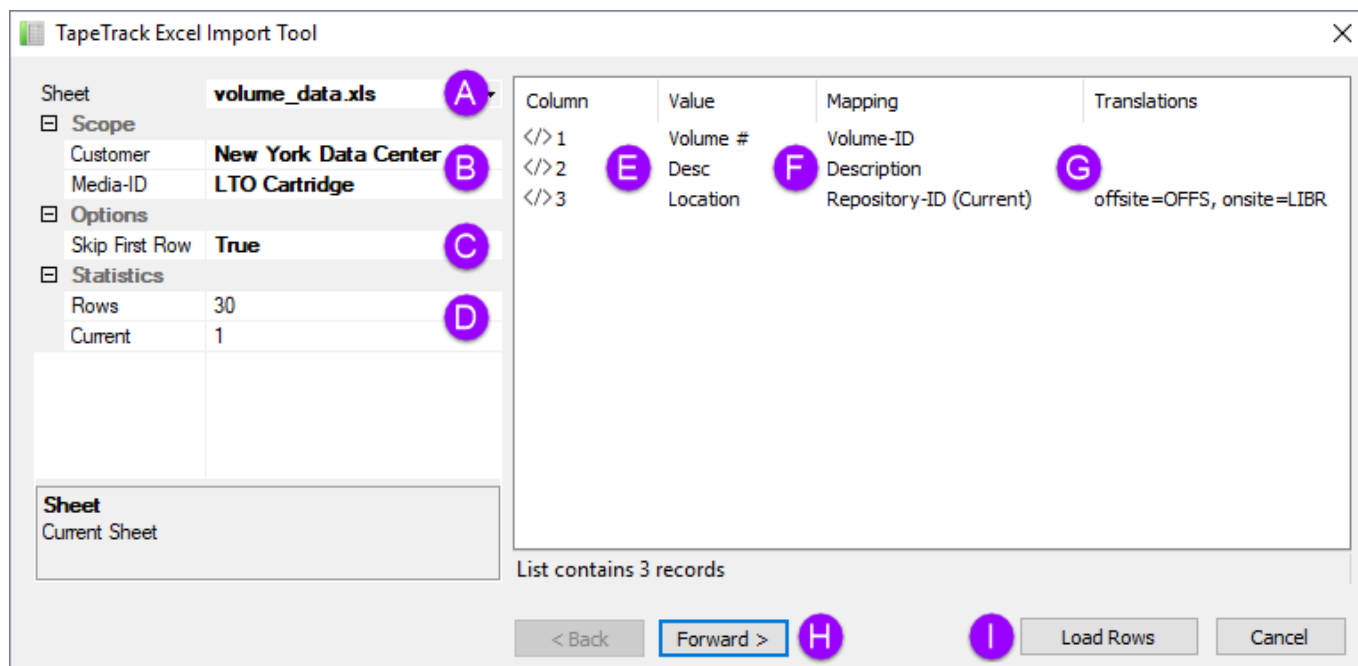 TapeTrack Excel Import Tool
Sheet volume_data.xls A
Scope
Customer New York Data Center
B
Media-ID LTO Cartridge
Options
Skip First Row True C
Statistics
Rows 30
D
Current 1
Sheet
Current Sheet
Column Value Mapping Translations
</> 1 Volume # Volume-ID
</> 2 E Desc F Description G
</> 3 Location Repository-ID (Current) offsite=OFFS, onsite=LIBR
List contains 3 records
< Back Forward > H I Load Rows Cancel